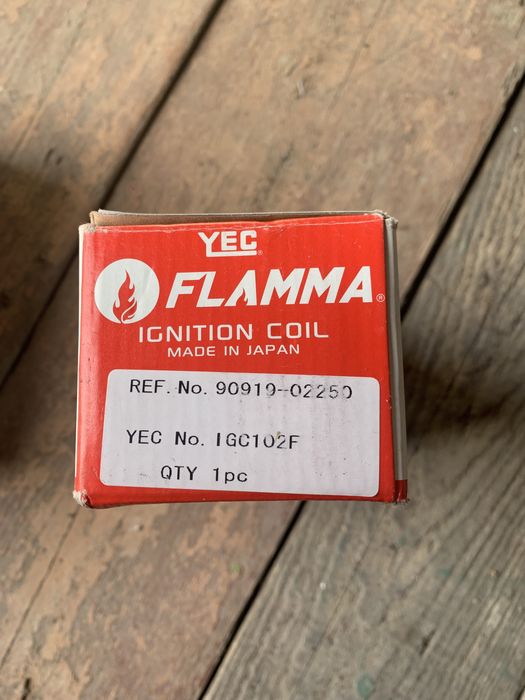 YEC®
FLAMMA®
IGNITION COIL
MADE IN JAPAN
REF. No. 90919-02250
YEC No. IGC102F
QTY 1pc